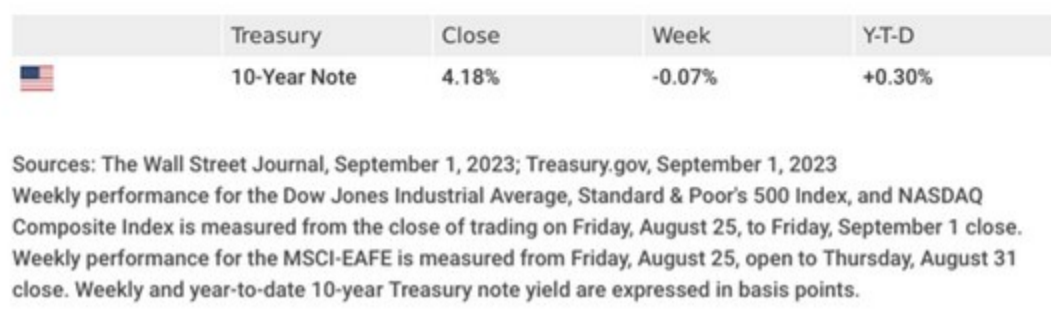 Treasury Close Week Y-T-D
10-Year Note 4.18% -0.07% +0.30%
Sources: The Wall Street Journal, September 1, 2023; Treasury.gov, September 1, 2023
Weekly performance for the Dow Jones Industrial Average, Standard & Poor's 500 Index, and NASDAQ
Composite Index is measured from the close of trading on Friday, August 25, to Friday, September 1 close.
Weekly performance for the MSCI-EAFE is measured from Friday, August 25, open to Thursday, August 31
close. Weekly and year-to-date 10-year Treasury note yield are expressed in basis points.